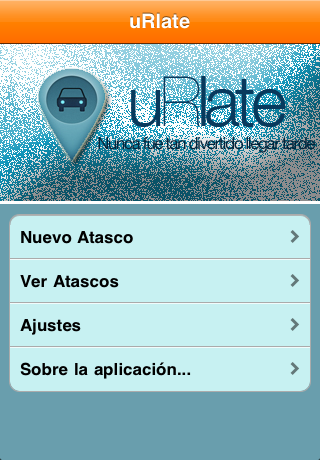 uRlate
uRlate
Nunca fue tan divertido llegar tarde
Nuevo Atasco
Ver Atascos
Ajustes
Sobre la aplicación...